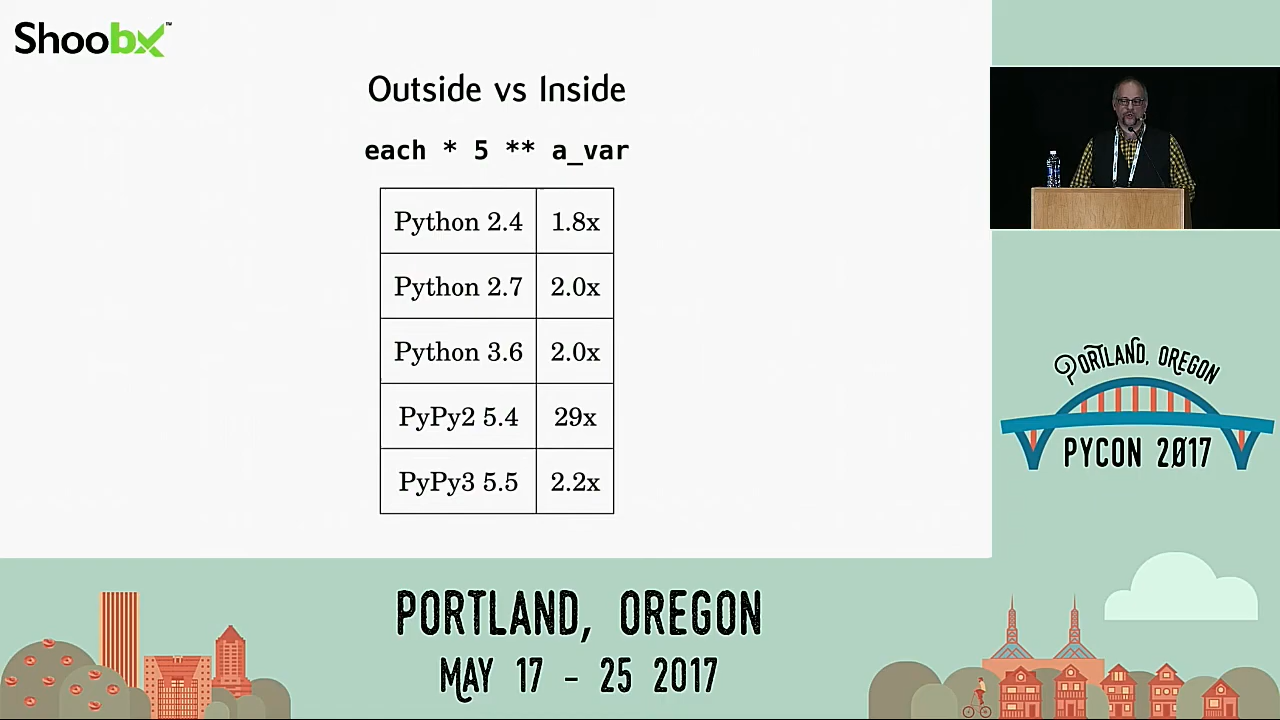 Shoobx™
Outside vs Inside
each * 5 ** a_var
Python 2.4 1.8x
Python 2.7 2.0x
Python 3.6 2.0x
PyPy2 5.4 29x
PyPy3 5.5 2.2x
PORTLAND, OREGON
PYCON 2017
PORTLAND, OREGON
MAY 17 - 25 2017